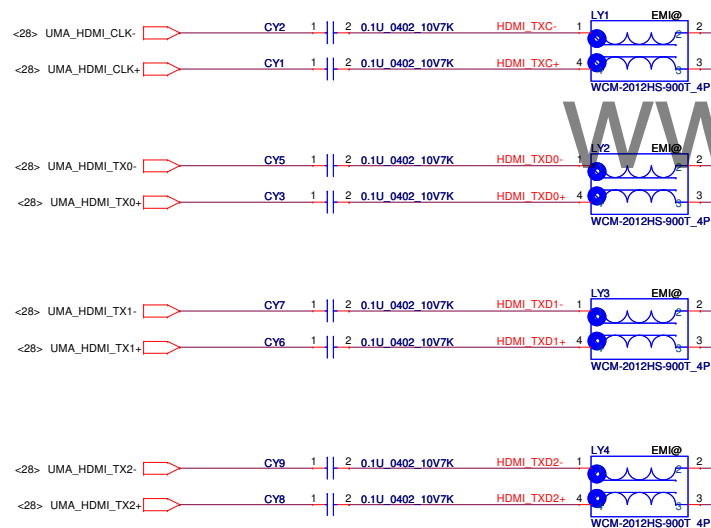 LY1 EMI@
<28> UMA_HDMI_CLK- CY2 1 2 0.1U_0402_10V7K HDMI_TXC- 1 2 2
<28> UMA_HDMI_CLK+ CY1 1 2 0.1U_0402_10V7K HDMI_TXC+ 4 3 3
WCM-2012HS-900T_4P
WW
LY2 EMI@
<28> UMA_HDMI_TX0- CY5 1 2 0.1U_0402_10V7K HDMI_TXD0- 1 2 2
<28> UMA_HDMI_TX0+ CY3 1 2 0.1U_0402_10V7K HDMI_TXD0+ 4 3 3
WCM-2012HS-900T_4P
LY3 EMI@
<28> UMA_HDMI_TX1- CY7 1 2 0.1U_0402_10V7K HDMI_TXD1- 1 2 2
<28> UMA_HDMI_TX1+ CY6 1 2 0.1U_0402_10V7K HDMI_TXD1+ 4 3 3
WCM-2012HS-900T_4P
LY4 EMI@
<28> UMA_HDMI_TX2- CY9 1 2 0.1U_0402_10V7K HDMI_TXD2- 1 2 2
<28> UMA_HDMI_TX2+ CY8 1 2 0.1U_0402_10V7K HDMI_TXD2+ 4 3 3
WCM-2012HS-900T_4P